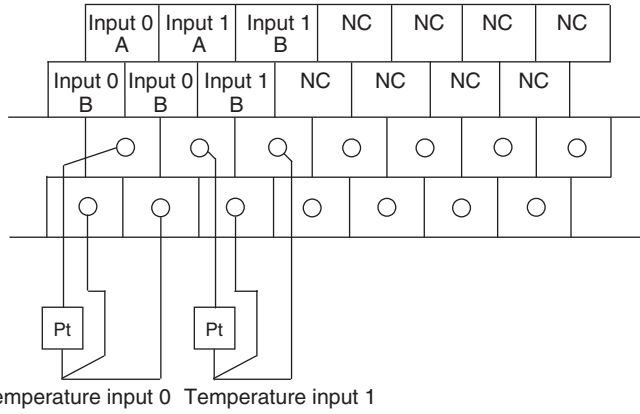 Input 0 A Input 1 A Input 1 B NC NC NC NC
Input 0 B Input 0 B Input 1 B NC NC NC NC
Pt Pt
emperature input 0 Temperature input 1